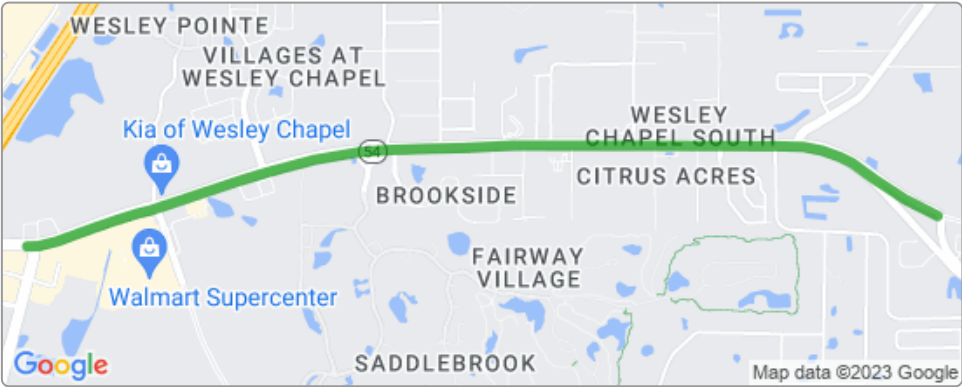 WESLEY POINTE
VILLAGES AT
WESLEY CHAPEL
Kia of Wesley Chapel
WESLEY
CHAPEL SOUTH
54
CITRUS ACRES
BROOKSIDE
FAIRWAY
VILLAGE
Walmart Supercenter
SADDLEBROOK
Google
Map data ©2023 Google